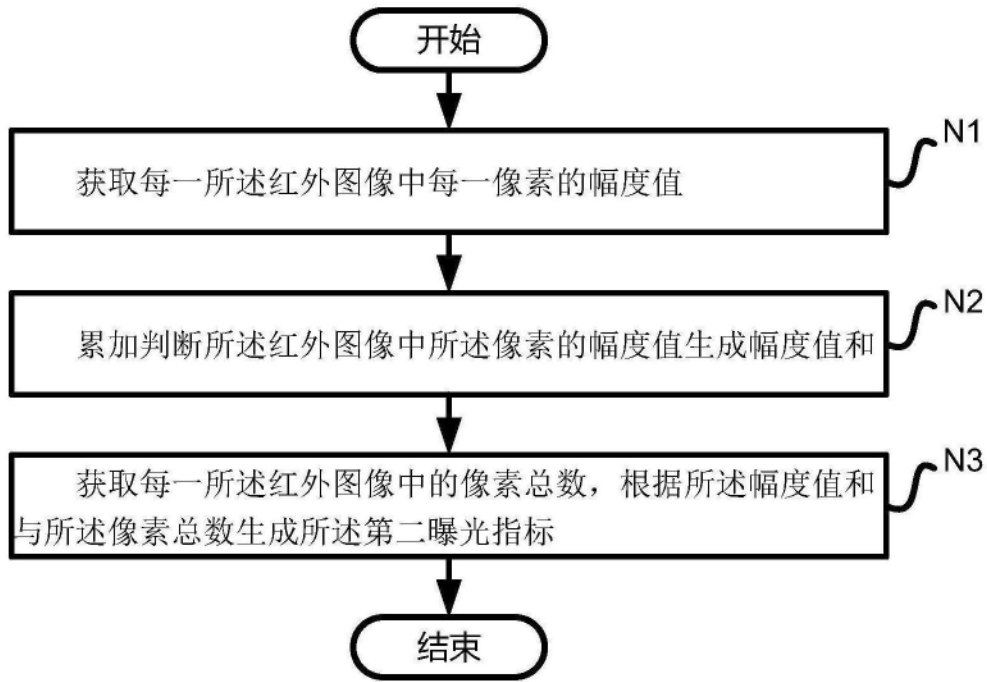 开始
获取每一所述红外图像中每一像素的幅度值
N1
累加判断所述红外图像中所述像素的幅度值生成幅度值和
N2
获取每一所述红外图像中的像素总数，根据所述幅度值和
与所述像素总数生成所述第二曝光指标
N3
结束